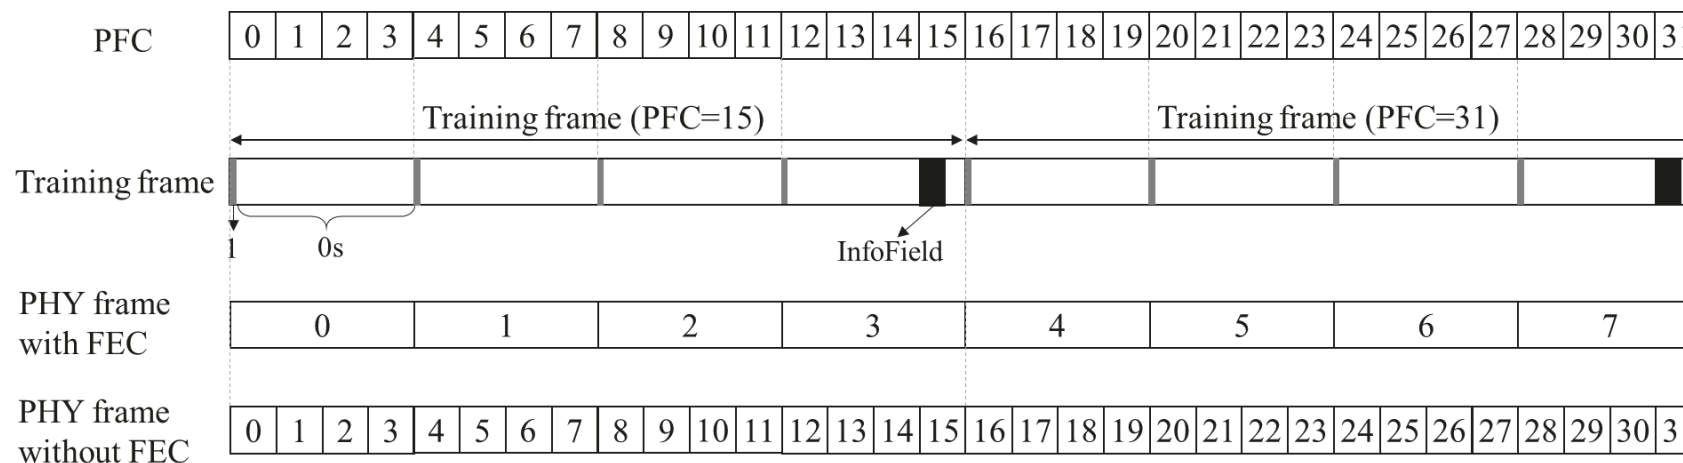 PFC 0 1 2 3 4 5 6 7 8 9 10 11 12 13 14 15 16 17 18 19 20 21 22 23 24 25 26 27 28 29 30 3
Training frame (PFC=15) Training frame (PFC=31)
Training frame
1 0s InfoField
PHY frame
with FEC
0 1 2 3 4 5 6 7
PHY frame
without FEC
0 1 2 3 4 5 6 7 8 9 10 11 12 13 14 15 16 17 18 19 20 21 22 23 24 25 26 27 28 29 30 3